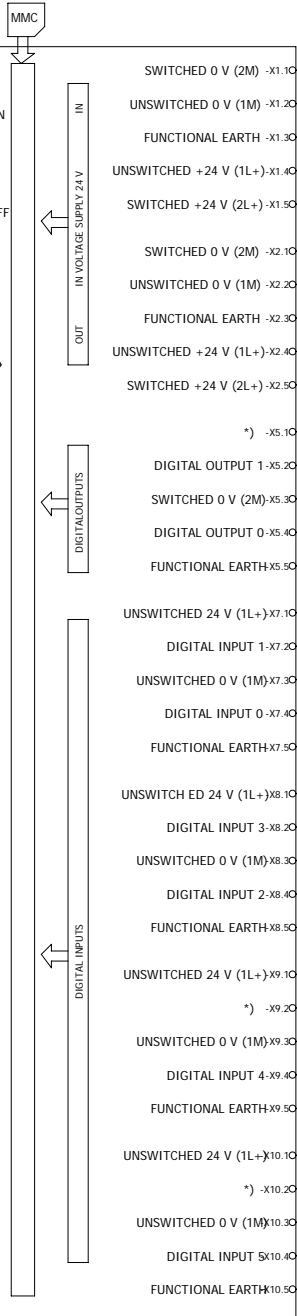 MMC
SWITCHED 0 V (2M) -X1.1
N
UNSWITCHED 0 V (1M) -X1.2
FUNCTIONAL EARTH -X1.3
UNSWITCHED +24 V (1L+)-X1.4
FF
SWITCHED +24 V (2L+) -X1.5
IN
IN VOLTAGE SUPPLY 24 V
OUT
SWITCHED 0 V (2M) -X2.1
UNSWITCHED 0 V (1M) -X2.2
FUNCTIONAL EARTH -X2.3
UNSWITCHED +24 V (1L+)-X2.4
SWITCHED +24 V (2L+) -X2.5
*) -X5.1
DIGITAL OUTPUT 1-X5.2
SWITCHED 0 V (2M)-X5.3
DIGITAL OUTPUT 0-X5.4
FUNCTIONAL EARTH-X5.5
DIGITALOUTPUTS
UNSWITCHED 24 V (1L+)-X7.1
DIGITAL INPUT 1-X7.2
UNSWITCHED 0 V (1M)-X7.3
DIGITAL INPUT 0-X7.4
FUNCTIONAL EARTH-X7.5
UNSWITCH ED 24 V (1L+)-X8.1
DIGITAL INPUT 3-X8.2
UNSWITCHED 0 V (1M)-X8.3
DIGITAL INPUT 2-X8.4
FUNCTIONAL EARTH-X8.5
DIGITAL INPUTS
UNSWITCHED 24 V (1L+)-X9.1
*) -X9.2
UNSWITCHED 0 V (1M)-X9.3
DIGITAL INPUT 4-X9.4
FUNCTIONAL EARTH-X9.5
UNSWITCHED 24 V (1L+)-X10.1
*) -X10.2
UNSWITCHED 0 V (1M)-X10.3
DIGITAL INPUT 5-X10.4
FUNCTIONAL EARTH-X10.5